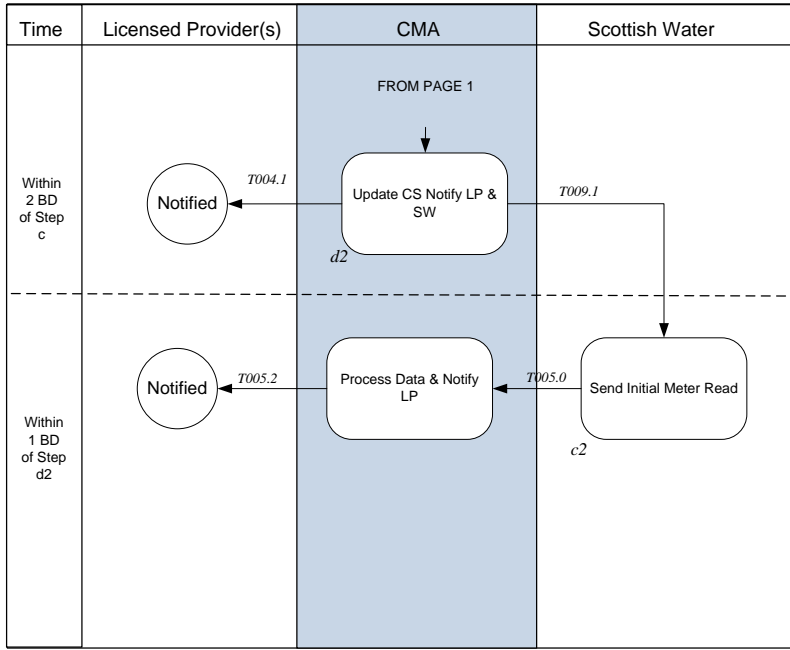 Time
Licensed Provider(s)
CMA
Scottish Water
FROM PAGE 1
Within
2 BD
of Step
c
Notified
T004.1
Update CS Notify LP &
SW
d2
T009.1
Within
1 BD
of Step
d2
Notified
T005.2
Process Data & Notify
LP
T005.0
Send Initial Meter Read
c2